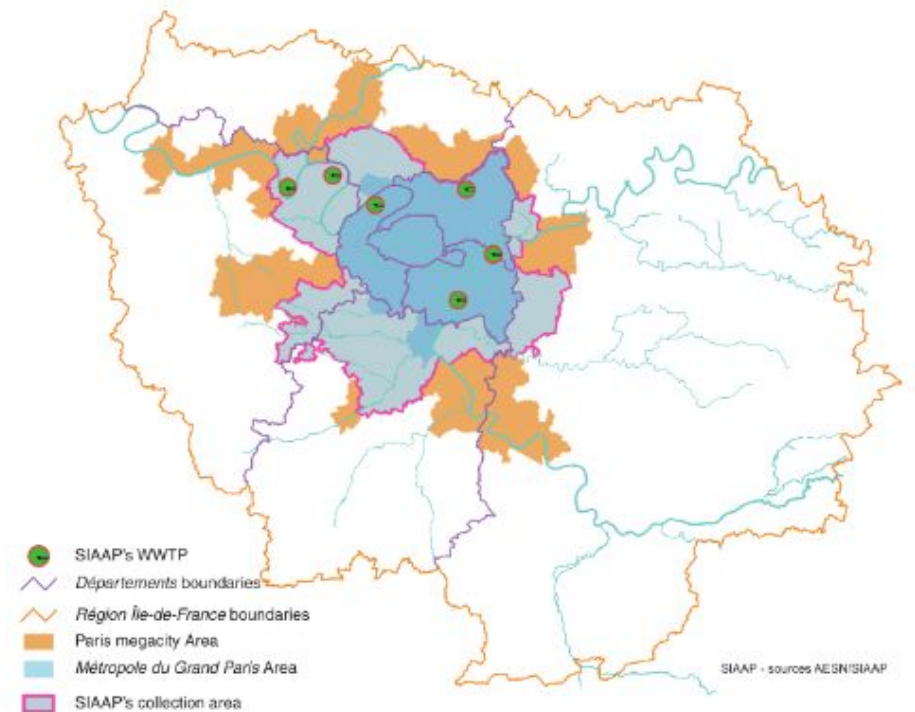 SIAAP's WWTP
Départements boundaries
Région Île-de-France boundaries
Paris megacity Area
Métropole du Grand Paris Area
SIAAP - sources AESN/SIAAP
SIAAP's collection area